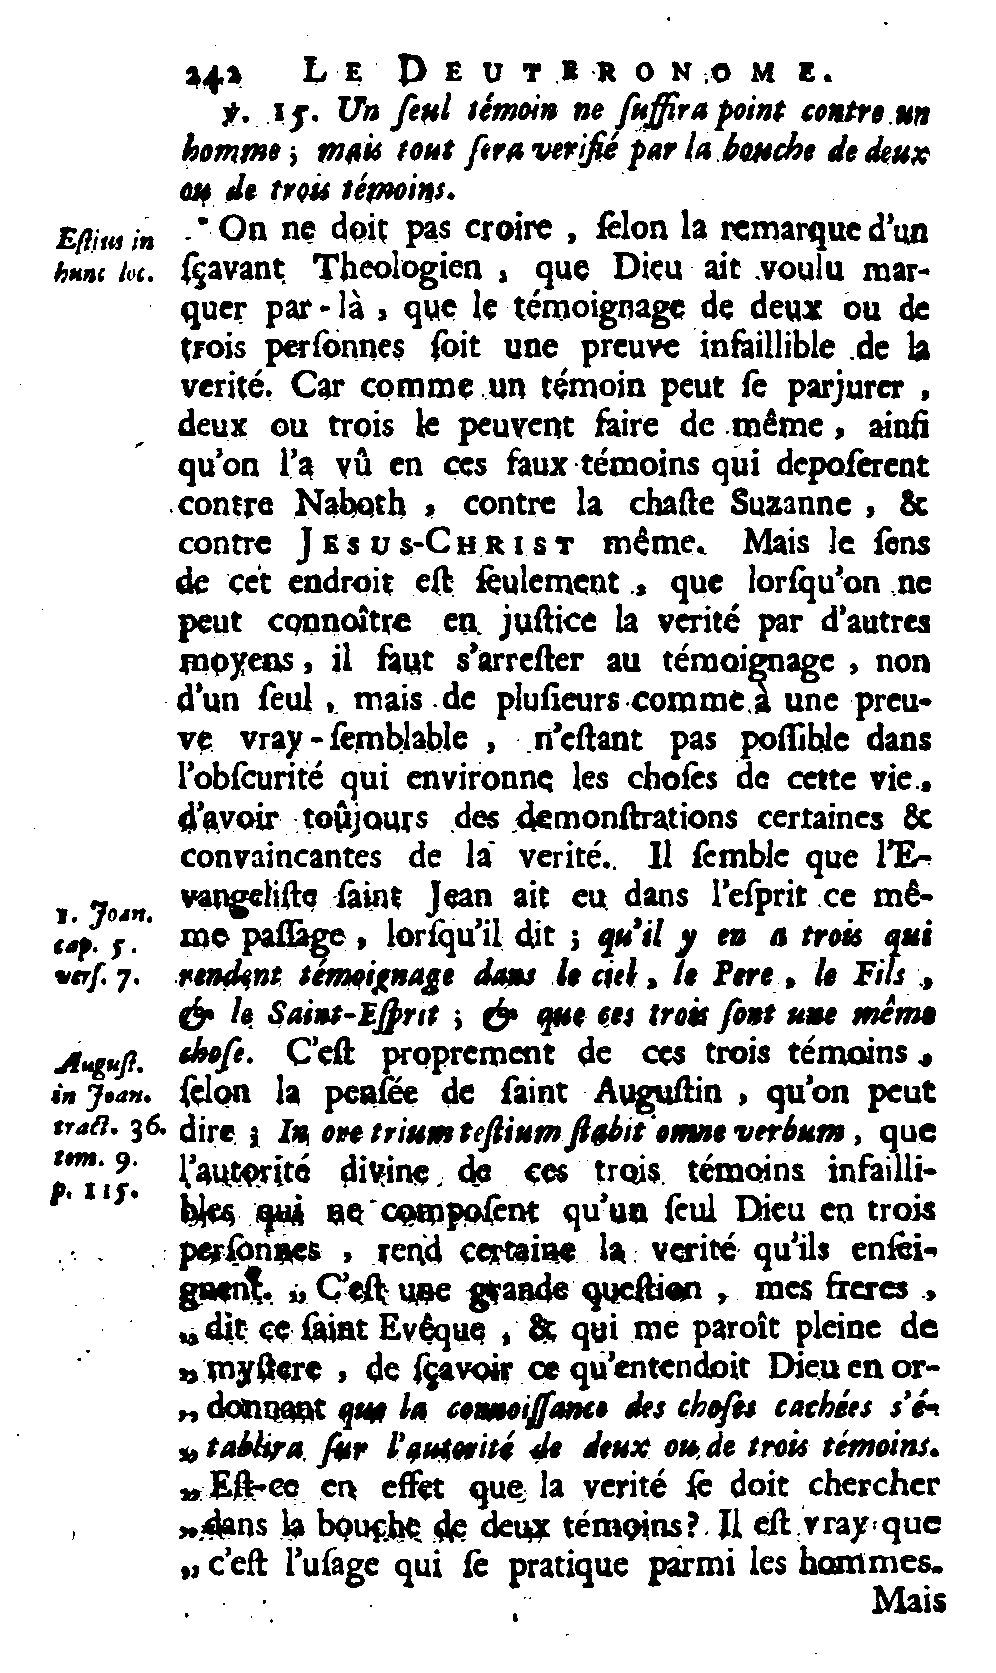 242 LE DEUTERONOME.
ꝟ. 15. Un ſeul témoin ne ſuffira point contre un
homme ; mais tout ſera verifié par la bouche de deux
ou de trois témoins.
Eſtius in
hunc loc.
On ne doit pas croire , ſelon la remarque d'un
ſçavant Theologien , que Dieu ait voulu mar-
quer par-là , que le témoignage de deux ou de
trois perſonnes ſoit une preuve infaillible de la
verité. Car comme un témoin peut ſe parjurer ,
deux ou trois le peuvent faire de même , ainſi
qu'on l'a vû en ces faux témoins qui depoſerent
contre Naboth , contre la chaſte Suzanne , &
contre JESUS-CHRIST même. Mais le ſens
de cet endroit eſt ſeulement , que lorſqu'on ne
peut connoître en juſtice la verité par d'autres
moyens , il faut s'arreſter au témoignage , non
d'un ſeul , mais de pluſieurs comme à une preu-
ve vray-ſemblable , n'eſtant pas poſſible dans
l'obſcurité qui environne les choſes de cette vie ,
d'avoir toûjours des demonſtrations certaines &
convaincantes de la verité. Il ſemble que l'E-
vangeliſte ſaint Jean ait eu dans l'eſprit ce mê-
1. Joan.
cap. 5.
verſ. 7.
me paſſage , lorſqu'il dit ; qu'il y en a trois qui
rendent témoignage dans le ciel , le Pere , le Fils ,
& le Saint-Eſprit ; & que ces trois ſont une même
choſe. C'eſt proprement de ces trois témoins ,
Auguſt.
in Joan.
tract. 36.
tom. 9.
p. 115.
ſelon la penſée de ſaint Auguſtin , qu'on peut
dire ; In ore trium teſtium ſtabit omne verbum , que
l'autorité divine de ces trois témoins infailli-
bles qui ne compoſent qu'un ſeul Dieu en trois
perſonnes , rend certaine la verité qu'ils enſei-
gnent. „ C'eſt une grande queſtion , mes freres ,
„ dit ce ſaint Evêque , & qui me paroît pleine de
„ myſtere , de ſçavoir ce qu'entendoit Dieu en or-
„ donnant que la connoiſſance des choſes cachées s'é-
„ tablira ſur l'autorité de deux ou de trois témoins.
„ Eſt-ce en effet que la verité ſe doit chercher
„ dans la bouche de deux témoins? Il eſt vray que
„ c'eſt l'uſage qui ſe pratique parmi les hommes.
Mais